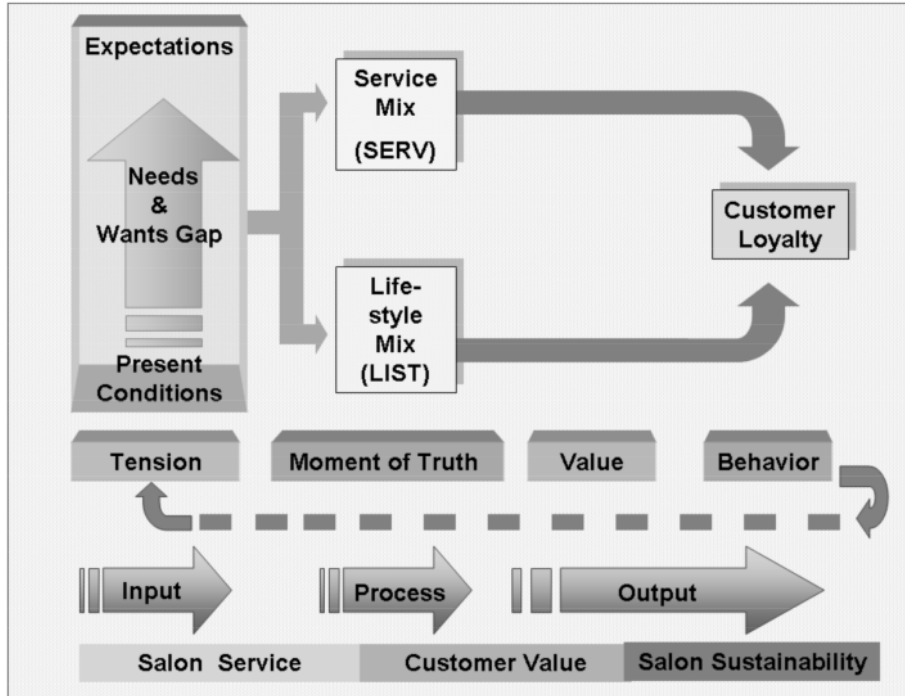 Expectations
Needs
&
Wants Gap
Present
Conditions
Service
Mix
(SERV)
Life-
style
Mix
(LIST)
Customer
Loyalty
Tension
Moment of Truth
Value
Behavior
Input
Process
Output
Salon Service
Customer Value
Salon Sustainability